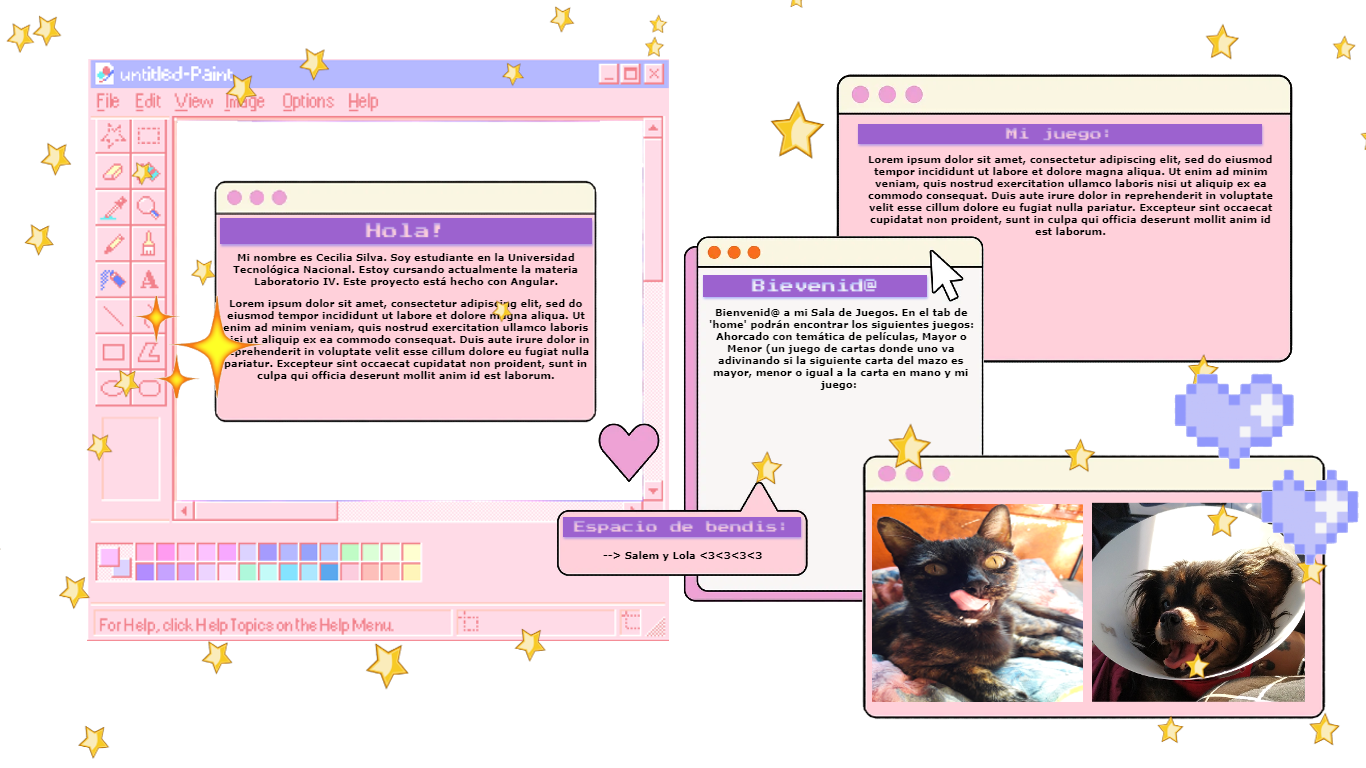 untitled-Paint
File Edit View Image Options Help
Hola!
Mi nombre es Cecilia Silva. Soy estudiante en la Universidad
Tecnológica Nacional. Estoy cursando actualmente la materia
Laboratorio IV. Este proyecto está hecho con Angular.
Lorem ipsum dolor sit amet, consectetur adipiscing elit, sed do
eiusmod tempor incididunt ut labore et dolore magna aliqua. Ut
enim ad minim veniam, quis nostrud exercitation ullamco laboris
nisi ut aliquip ex ea commodo consequat. Duis aute irure dolor in
reprehenderit in voluptate velit esse cillum dolore eu fugiat nulla
pariatur. Excepteur sint occaecat cupidatat non proident, sunt in
culpa qui officia deserunt mollit anim id est laborum.
A
For Help, click Help Topics on the Help Menu.
Mi juego:
Lorem ipsum dolor sit amet, consectetur adipiscing elit, sed do eiusmod
tempor incididunt ut labore et dolore magna aliqua. Ut enim ad minim
veniam, quis nostrud exercitation ullamco laboris nisi ut aliquip ex ea
commodo consequat. Duis aute irure dolor in reprehenderit in voluptate
velit esse cillum dolore eu fugiat nulla pariatur. Excepteur sint occaecat
cupidatat non proident, sunt in culpa qui officia deserunt mollit anim id
est laborum.
Bievenid@
Bienvenid@ a mi Sala de Juegos. En el tab de
'home' podrán encontrar los siguientes juegos:
Ahorcado con temática de películas, Mayor o
Menor (un juego de cartas donde uno va
adivinando si la siguiente carta del mazo es
mayor, menor o igual a la carta en mano y mi
juego:
Espacio de bendis:
--> Salem y Lola <3<3<3<3